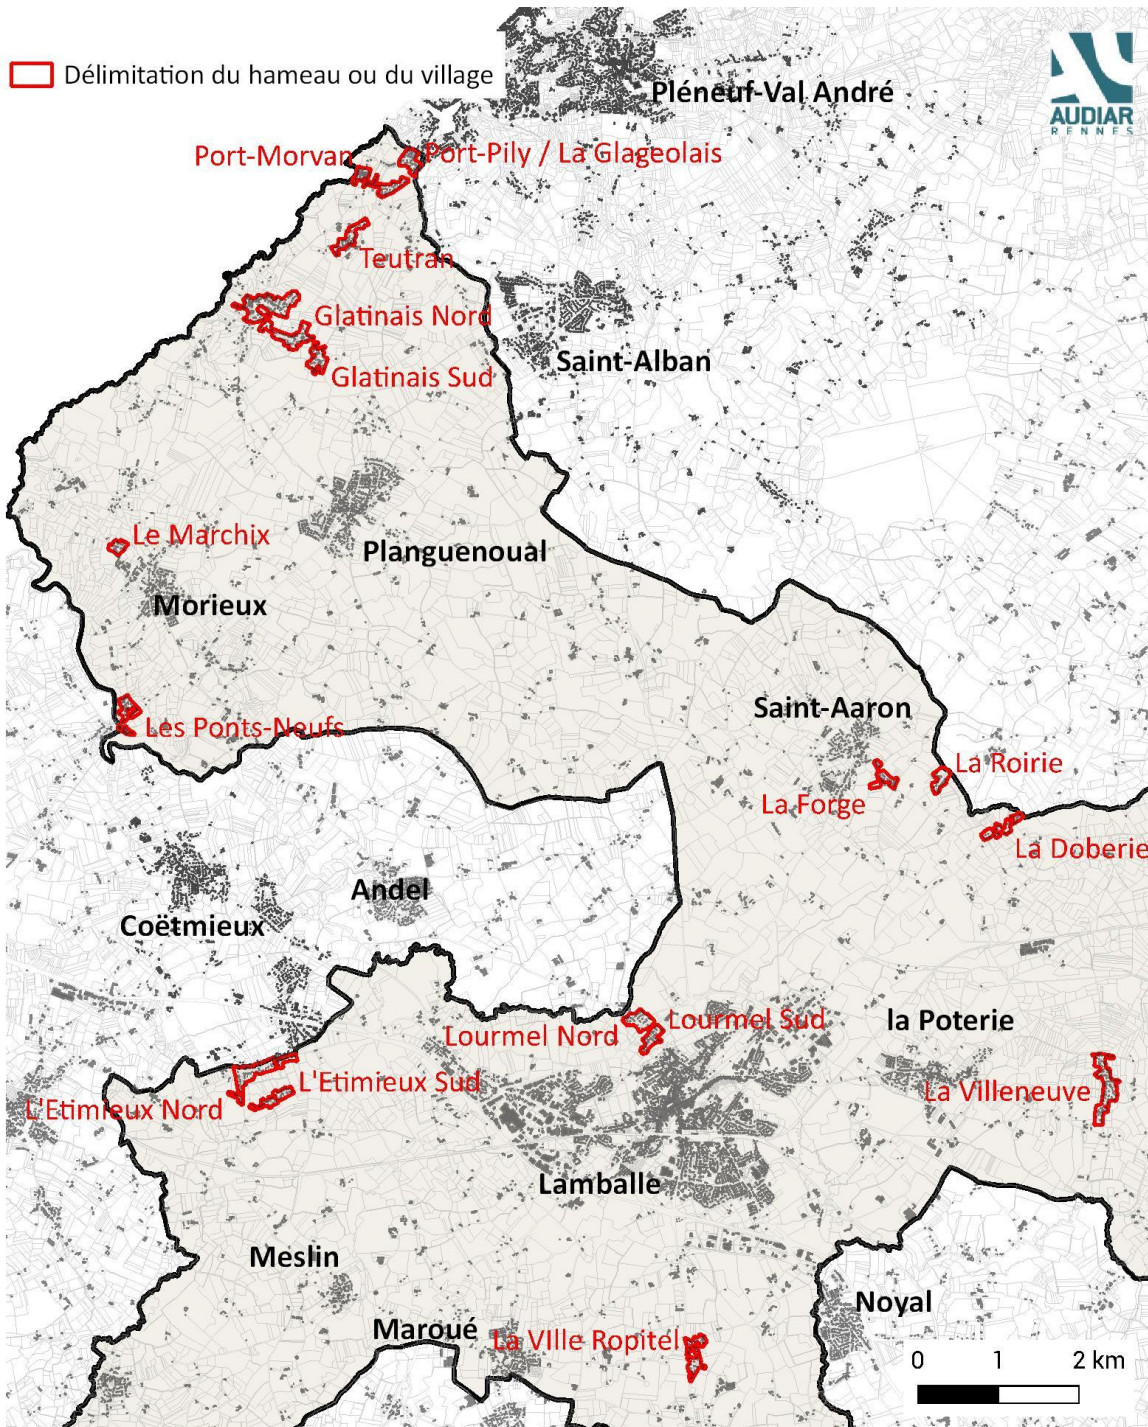 Délimitation du hameau ou du village
Pléneuf-Val André
AUDIAR
RENNES
Port-Morvan
Port-Pily / La Glageolais
Teutran
Glatinais Nord
Saint-Alban
Glatinais Sud
Le Marchix
Planguenoual
Morieux
Saint-Aaron
Les Ponts-Neufs
La Roirie
La Forge
La Doberie
Andel
Coëtmieux
Lourmel Nord
Lourmel Sud
la Poterie
L'Etimieux Sud
L'Etimieux Nord
La Villeneuve
Lamballe
Meslin
Noyal
Maroué
La VIlle Ropitel
0 1 2 km